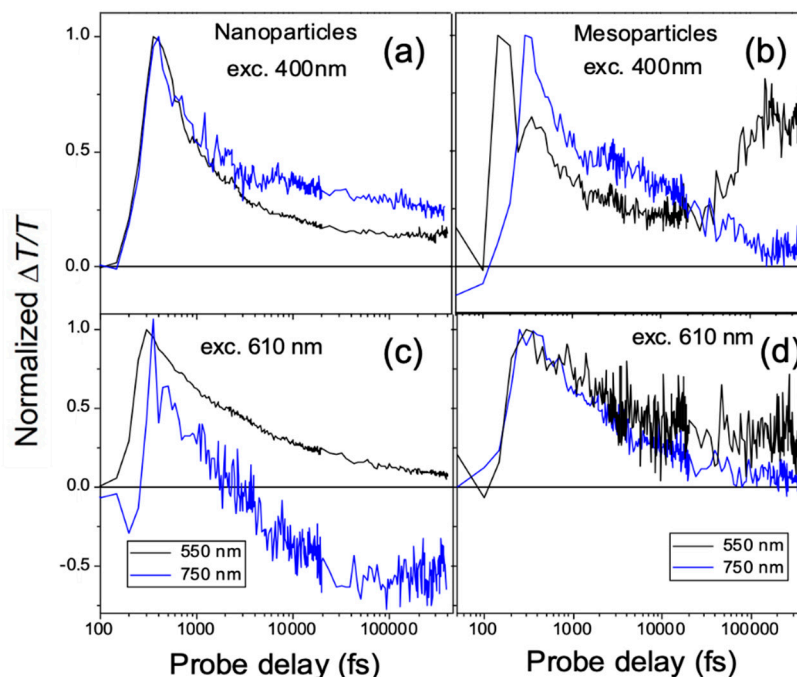 Nanoparticles
exc. 400nm
(a)
Mesoparticles
exc. 400nm
(b)
1.0
0.5
0.0
exc. 610 nm
(c)
exc. 610 nm
(d)
1.0
0.5
0.0
-0.5
550 nm
750 nm
550 nm
750 nm
100 1000 10000 100000
100 1000 10000 100000
Probe delay (fs)
Probe delay (fs)
Normalized ΔT/T